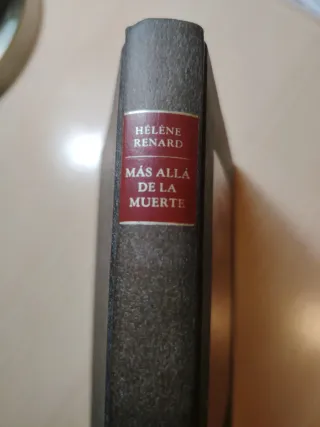 HÉLÈNE
RENARD
MÁS ALLÁ
DE LA
MUERTE